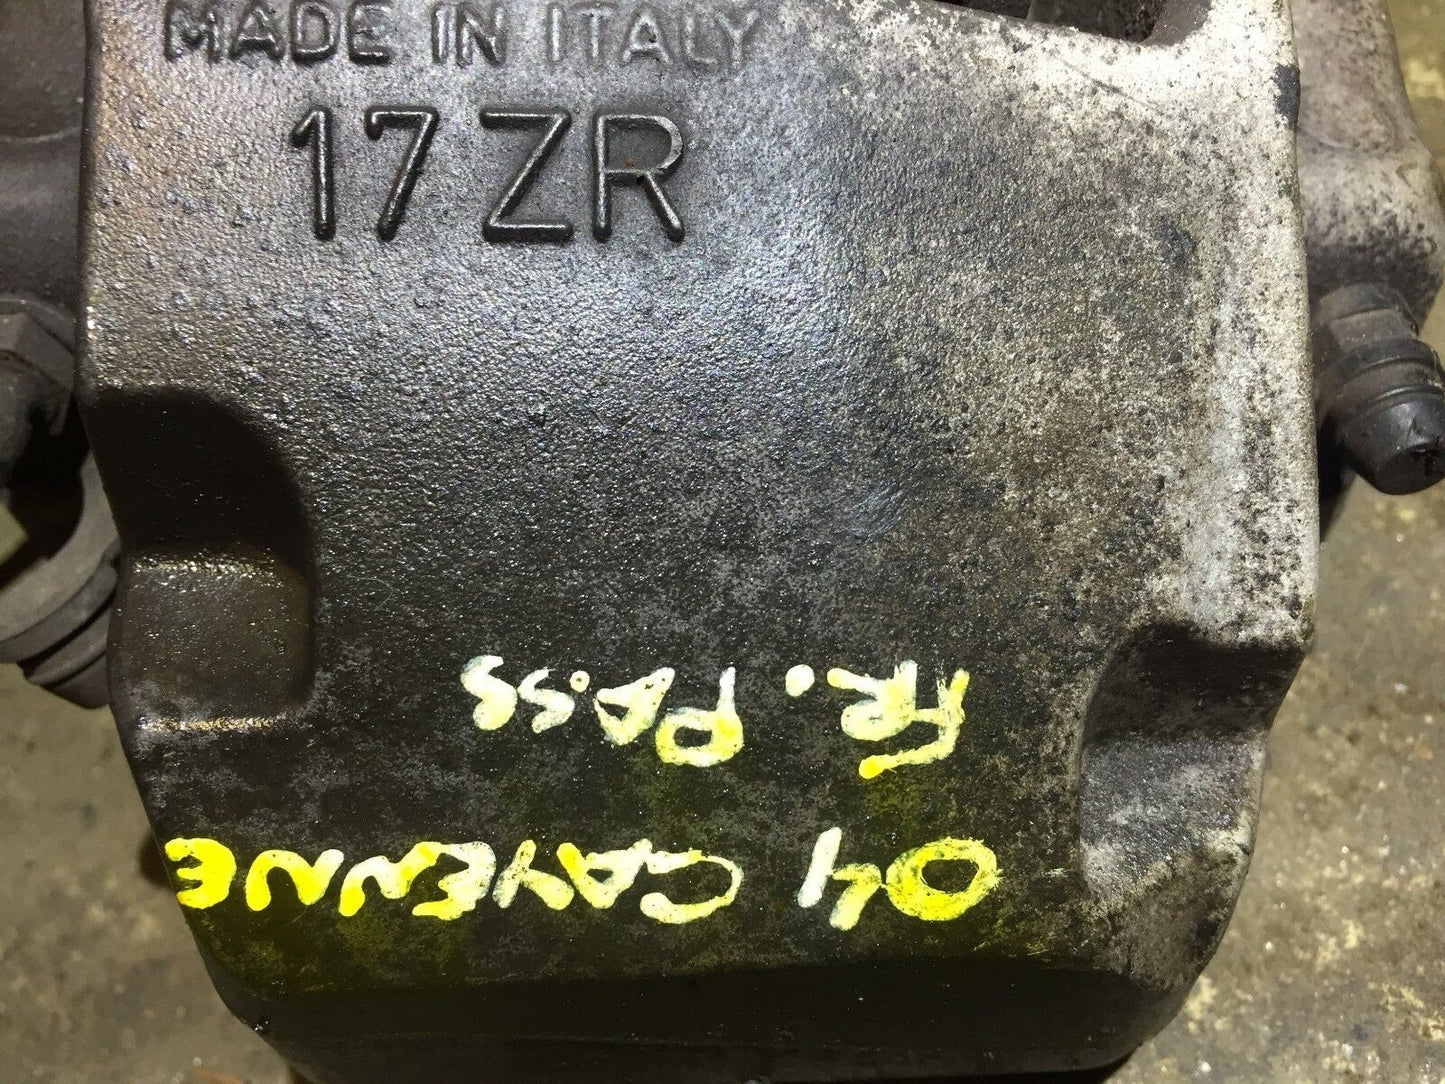 MADE IN ITALY
17ZR
04 CAYENNE
FR. PASS